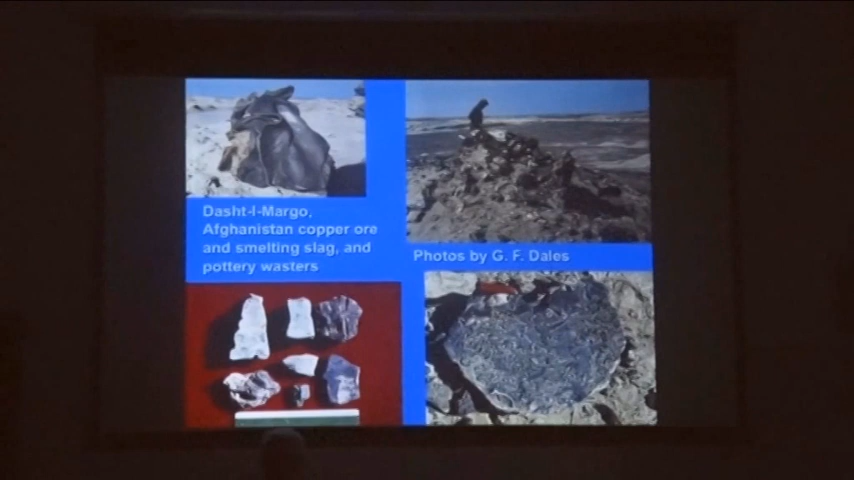 Dasht-I-Margo,
Afghanistan copper ore
and smelting slag, and
pottery wasters
Photos by G. F. Dales